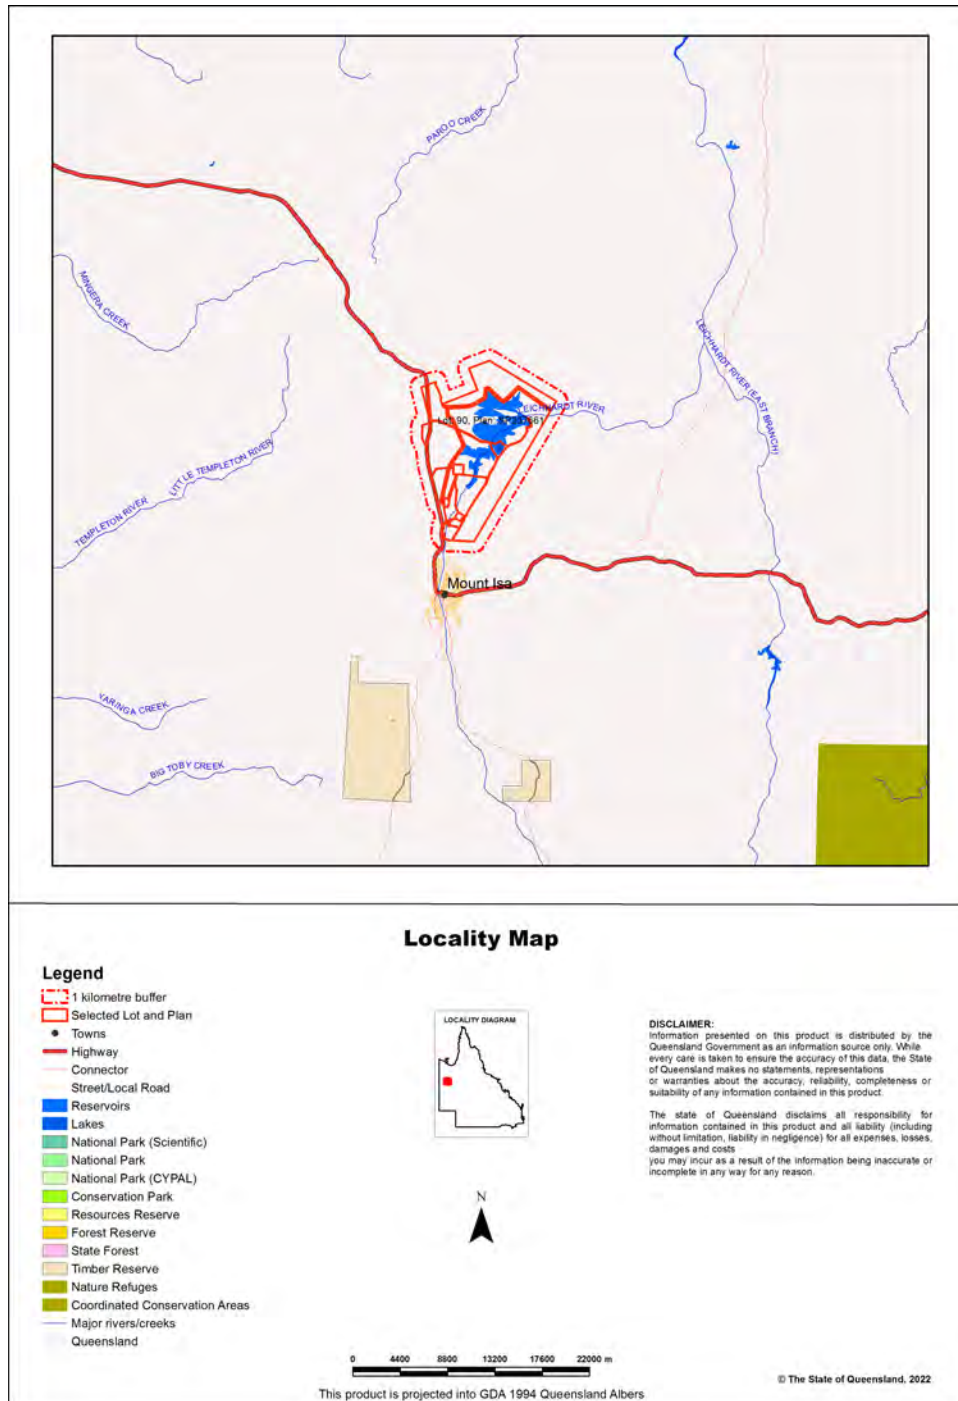 PAROO CREEK
MINGERA CREEK
LEICHHARDT RIVER (EAST BRANCH)
LEICHHARDT RIVER
Lot: 90, Plan:
LITTLE TEMPLETON RIVER
TEMPLETON RIVER
Mount Isa
YARINGA CREEK
BIG TOBY CREEK
Locality Map
Legend
1 kilometre buffer
Selected Lot and Plan
Towns
Highway
Connector
Street/Local Road
Reservoirs
Lakes
National Park (Scientific)
National Park
National Park (CYPAL)
Conservation Park
Resources Reserve
Forest Reserve
State Forest
Timber Reserve
Nature Refuges
Coordinated Conservation Areas
Major rivers/creeks
Queensland
LOCALITY DIAGRAM
N
DISCLAIMER:
Information presented on this product is distributed by the
Queensland Government as an information source only. While
every care is taken to ensure the accuracy of this data, the State
of Queensland makes no statements, representations
or warranties about the accuracy, reliability, completeness or
suitability of any information contained in this product.
The state of Queensland disclaims all responsibility for
information contained in this product and all liability (including
without limitation, liability in negligence) for all expenses, losses,
damages and costs
you may incur as a result of the information being inaccurate or
incomplete in any way for any reason.
0 4400 8800 13200 17600 22000 m
This product is projected into GDA 1994 Queensland Albers
© The State of Queensland, 2022